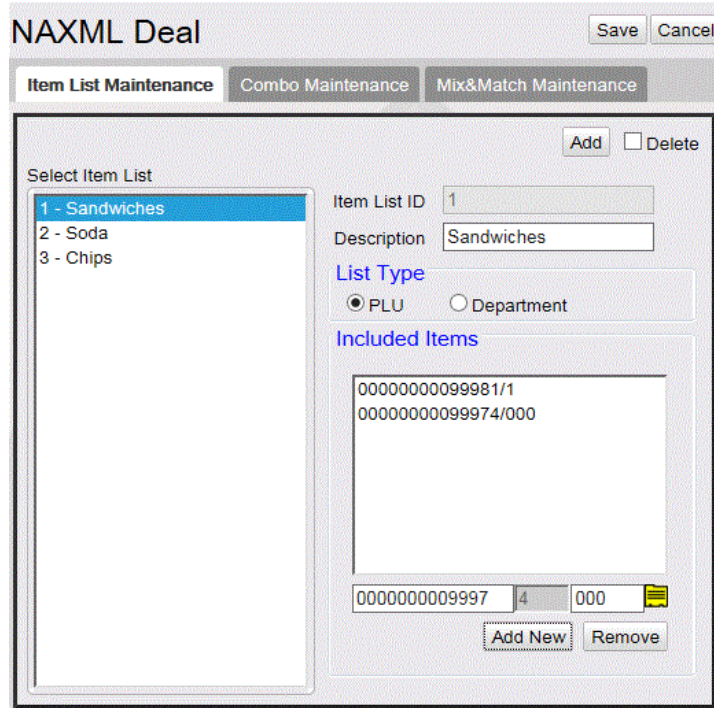 NAXML Deal
Save Cancel
Item List Maintenance Combo Maintenance Mix&Match Maintenance
Add Delete
Select Item List
1 - Sandwiches
2 - Soda
3 - Chips
Item List ID 1
Description Sandwiches
List Type
PLU Department
Included Items
00000000099981/1
00000000099974/000
0000000009997 4 000
Add New Remove